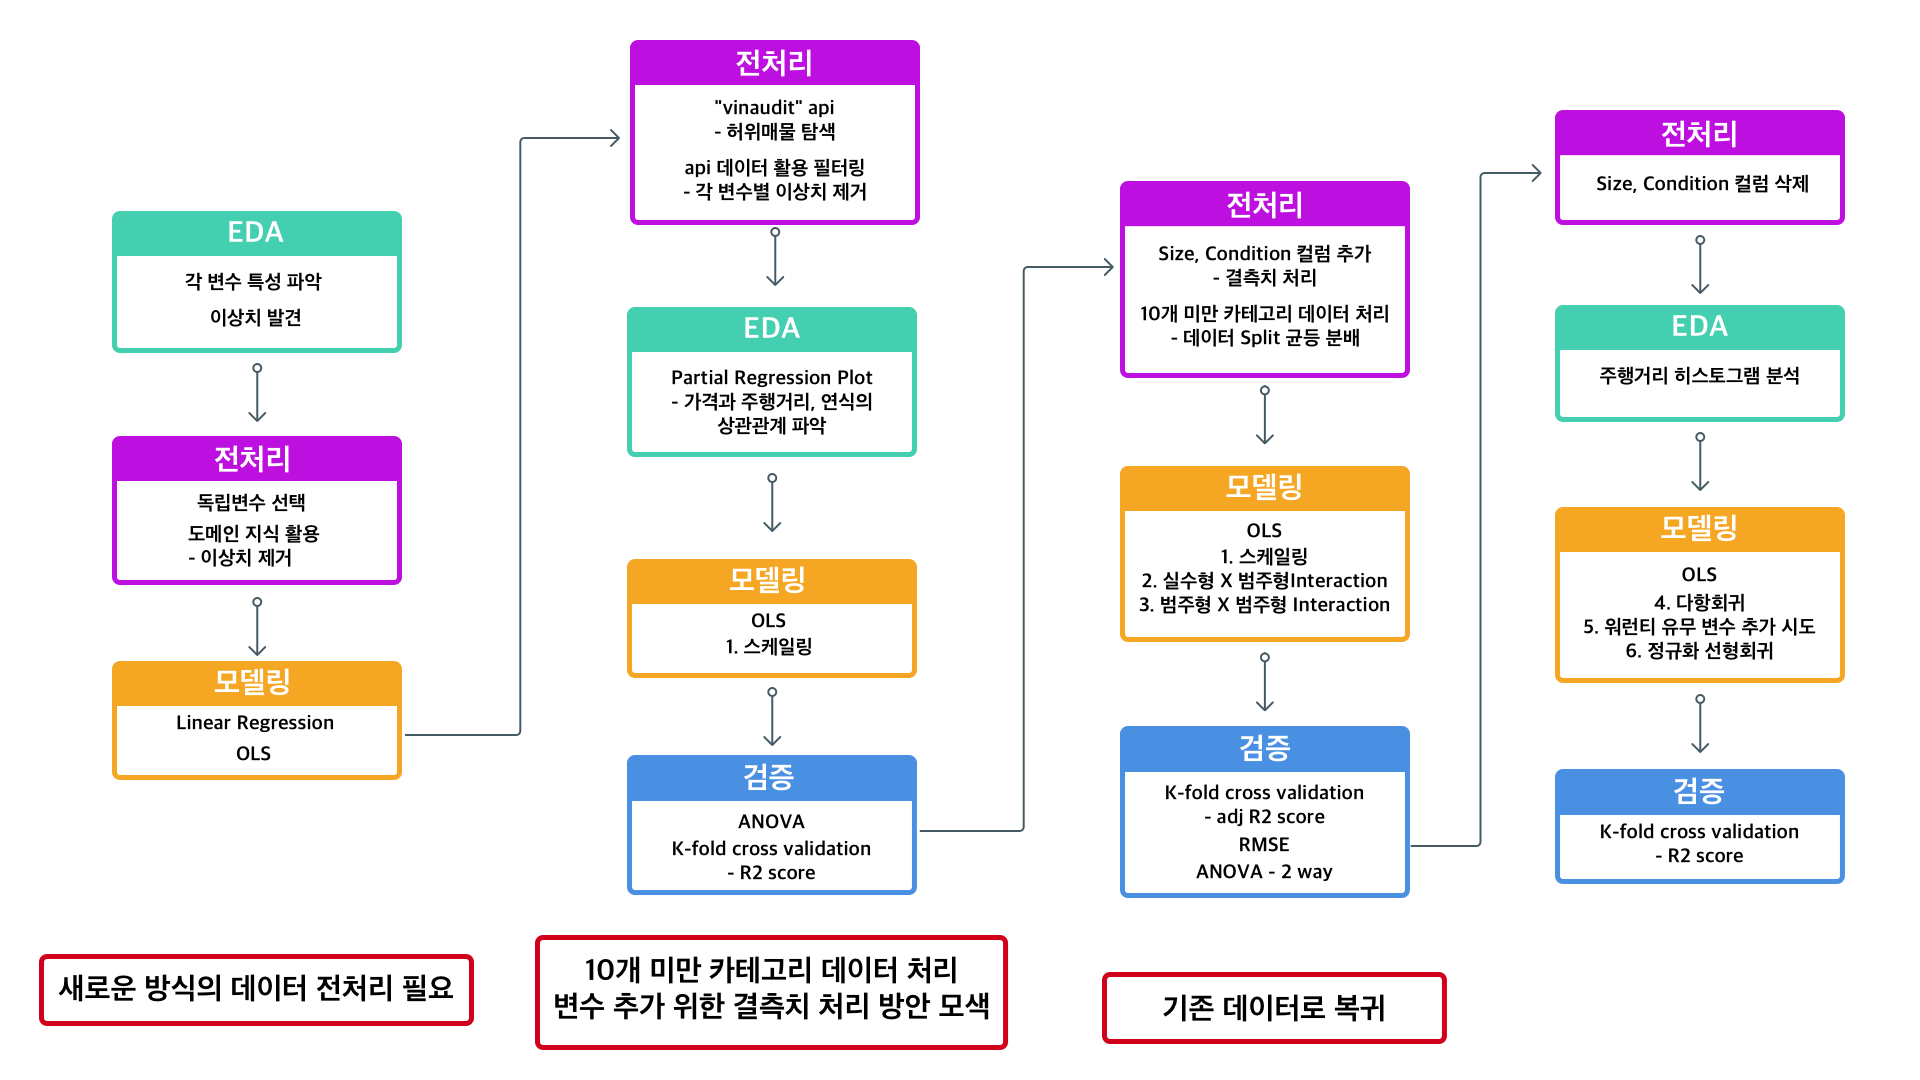 EDA
각 변수 특성 파악
이상치 발견
전처리
독립변수 선택
도메인 지식 활용
- 이상치 제거
모델링
Linear Regression
OLS
새로운 방식의 데이터 전처리 필요
전처리
"vinaudit" api
- 허위매물 탐색
api 데이터 활용 필터링
- 각 변수별 이상치 제거
EDA
Partial Regression Plot
- 가격과 주행거리, 연식의
상관관계 파악
모델링
OLS
1. 스케일링
검증
ANOVA
K-fold cross validation
- R2 score
10개 미만 카테고리 데이터 처리
변수 추가 위한 결측치 처리 방안 모색
전처리
Size, Condition 컬럼 추가
- 결측치 처리
10개 미만 카테고리 데이터 처리
- 데이터 Split 균등 분배
모델링
OLS
1. 스케일링
2. 실수형 X 범주형Interaction
3. 범주형 X 범주형 Interaction
검증
K-fold cross validation
- adj R2 score
RMSE
ANOVA - 2 way
기존 데이터로 복귀
전처리
Size, Condition 컬럼 삭제
EDA
주행거리 히스토그램 분석
모델링
OLS
4. 다항회귀
5. 워런티 유무 변수 추가 시도
6. 정규화 선형회귀
검증
K-fold cross validation
- R2 score